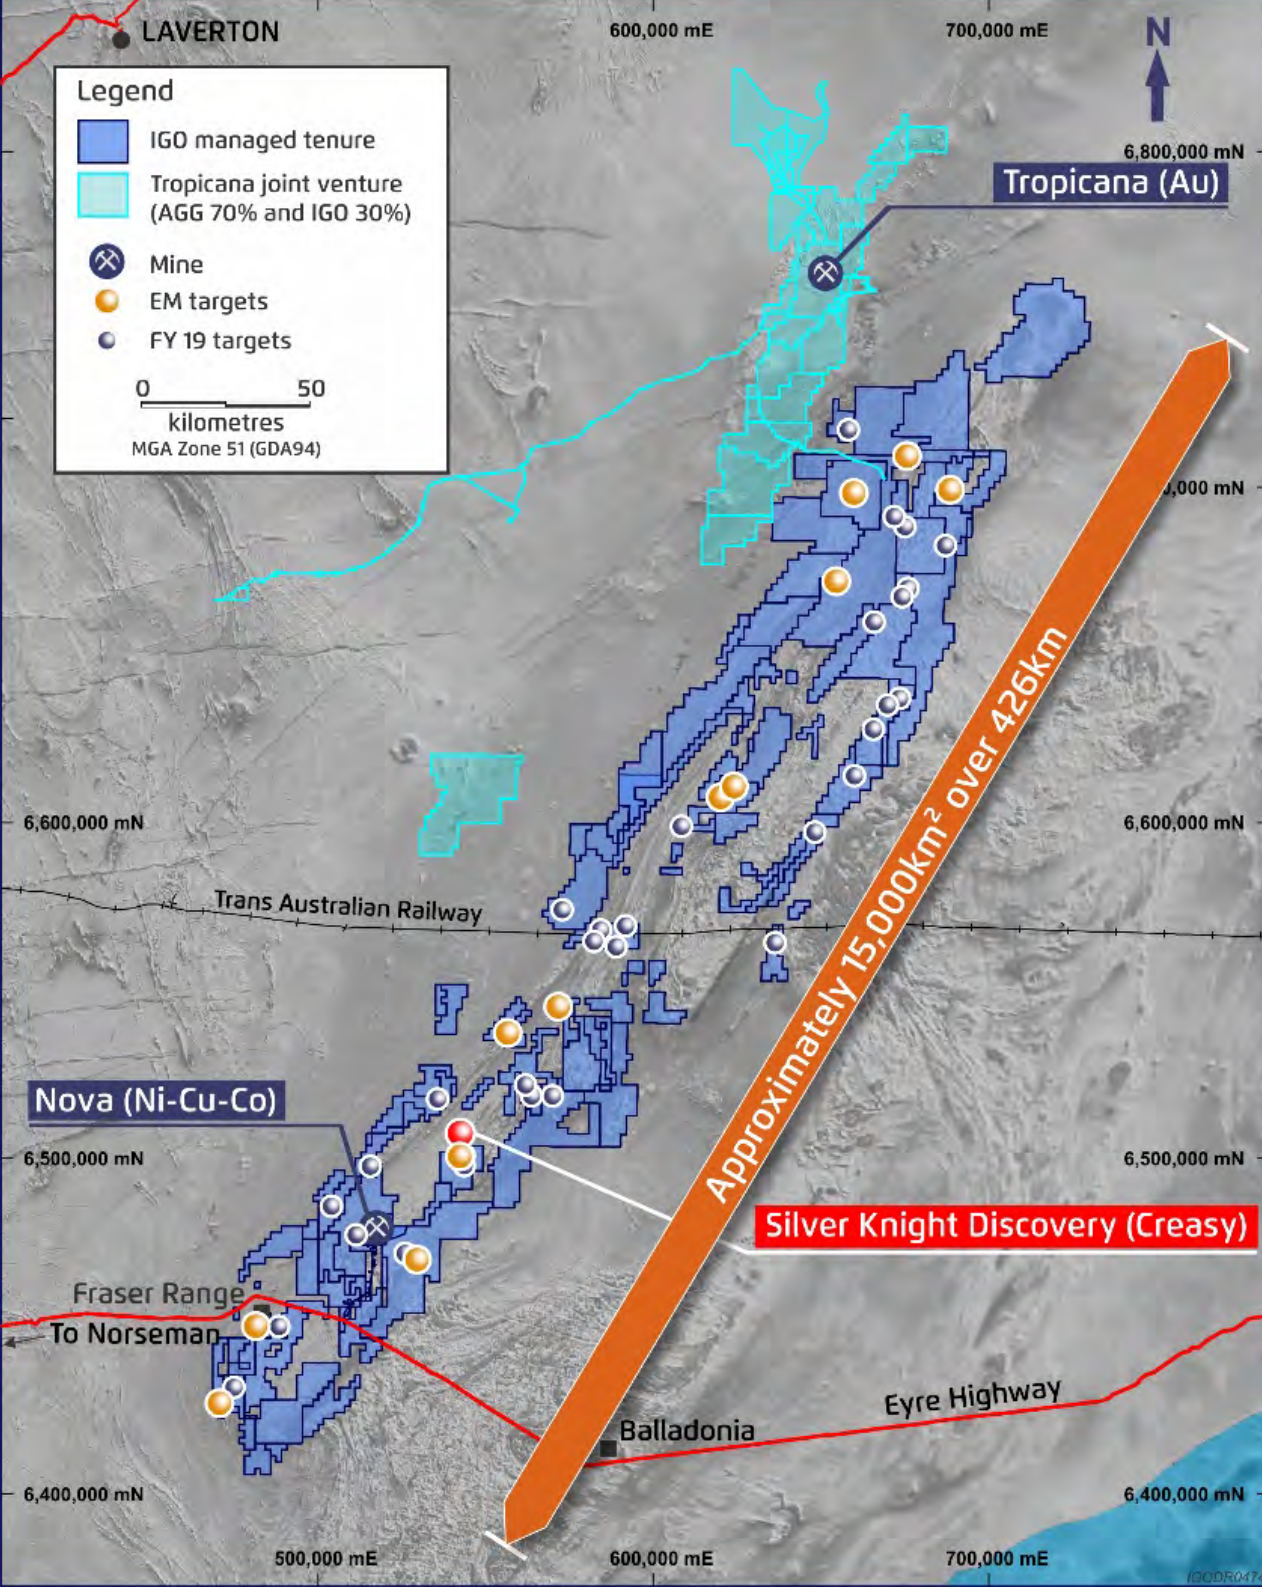 LAVERTON
600,000 mE
700,000 mE
N
Legend
IGO managed tenure
Tropicana joint venture
(AGG 70% and IGO 30%)
Mine
EM targets
FY 19 targets
0 50
kilometres
MGA Zone 51 (GDA94)
6,800,000 mN
Tropicana (Au)
0,000 mN
Approximately 15,000km² over 426km
6,600,000 mN
6,600,000 mN
Trans Australian Railway
Nova (Ni-Cu-Co)
6,500,000 mN
6,500,000 mN
Silver Knight Discovery (Creasy)
Fraser Range
To Norseman
Eyre Highway
Balladonia
6,400,000 mN
6,400,000 mN
500,000 mE
600,000 mE
700,000 mE